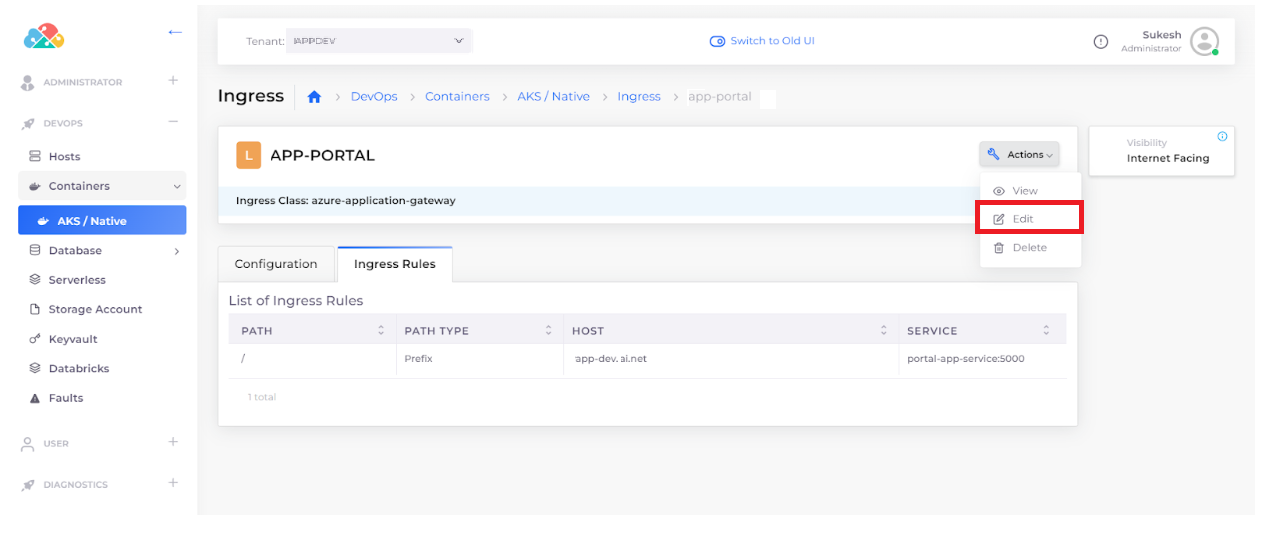 Tenant: APPDEV
Switch to Old UI
Sukesh
Administrator
ADMINISTRATOR
DEVOPS
Hosts
Containers
AKS / Native
Database
Serverless
Storage Account
Keyvault
Databricks
Faults
USER
DIAGNOSTICS
Ingress
DevOps > Containers > AKS / Native > Ingress > app-portal
L APP-PORTAL
Actions
View
Edit
Delete
Ingress Class: azure-application-gateway
Visibility
Internet Facing
Configuration Ingress Rules
List of Ingress Rules
PATH PATH TYPE HOST SERVICE
/ Prefix app-dev. al.net portal-app-service:5000
1 total